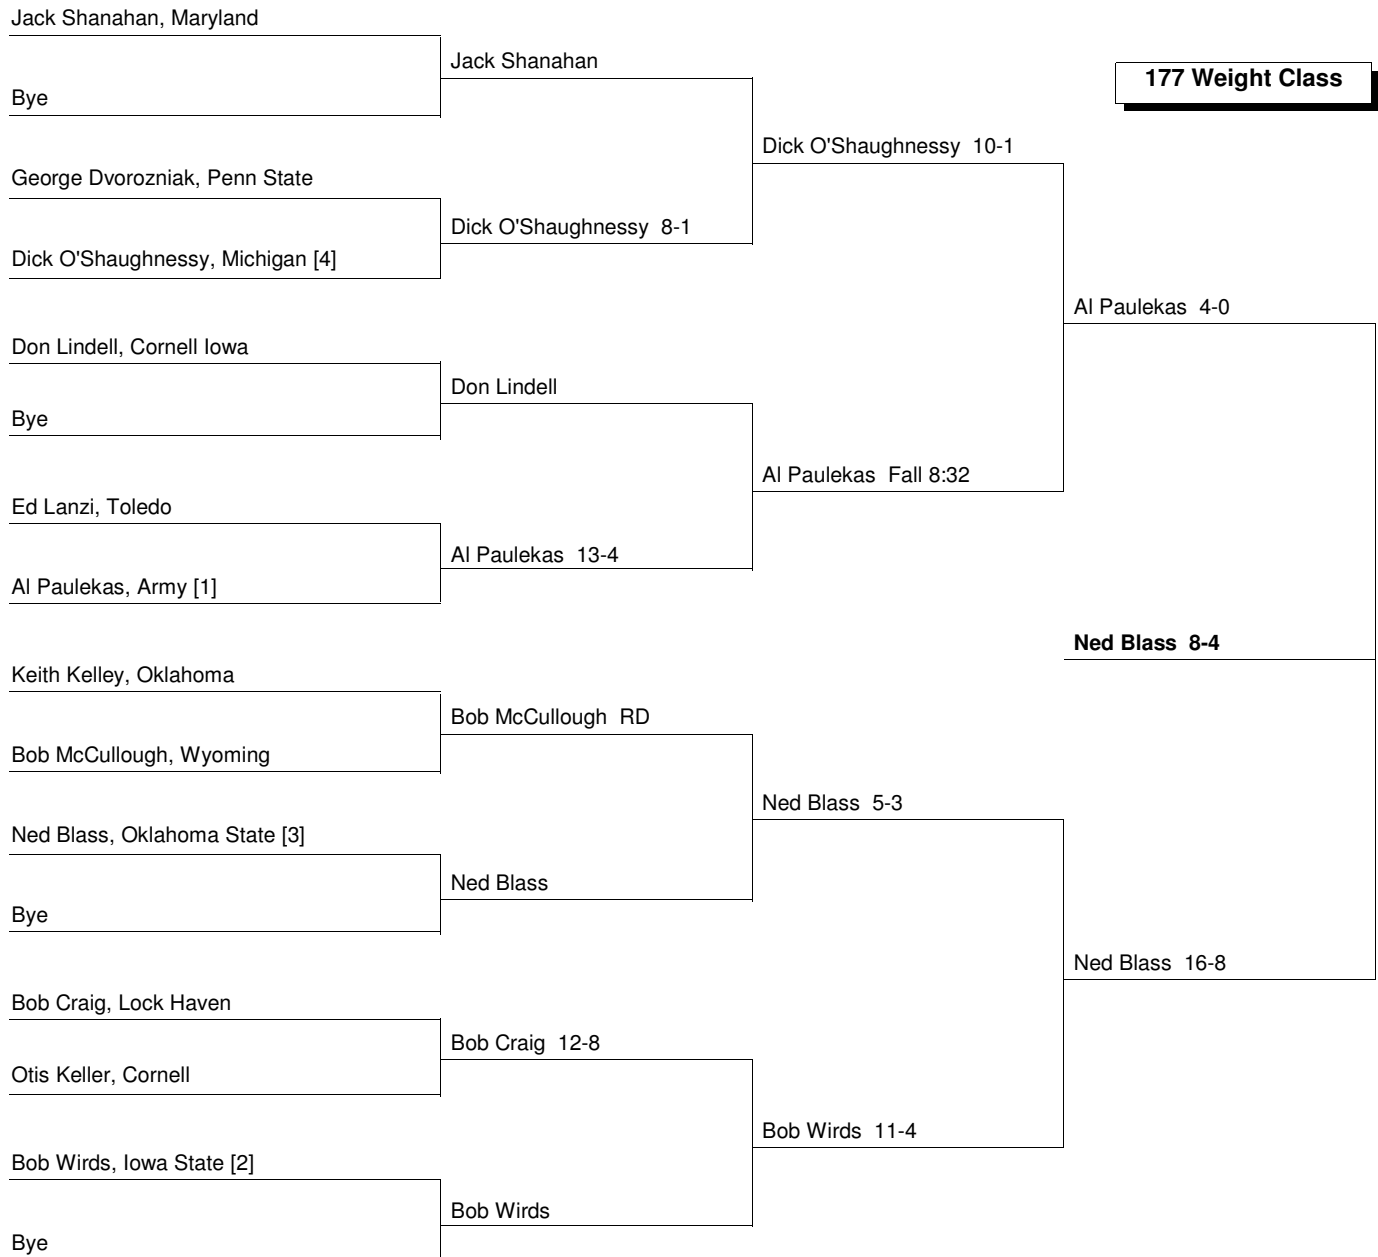 Jack Shanahan, Maryland
Jack Shanahan
177 Weight Class
Bye
Dick O'Shaughnessy 10-1
George Dvorozniak, Penn State
Dick O'Shaughnessy 8-1
Dick O'Shaughnessy, Michigan [4]
Al Paulekas 4-0
Don Lindell, Cornell Iowa
Don Lindell
Bye
Al Paulekas Fall 8:32
Ed Lanzi, Toledo
Al Paulekas 13-4
Al Paulekas, Army [1]
Ned Blass 8-4
Keith Kelley, Oklahoma
Bob McCullough RD
Bob McCullough, Wyoming
Ned Blass 5-3
Ned Blass, Oklahoma State [3]
Ned Blass
Bye
Ned Blass 16-8
Bob Craig, Lock Haven
Bob Craig 12-8
Otis Keller, Cornell
Bob Wirds 11-4
Bob Wirds, Iowa State [2]
Bob Wirds
Bye